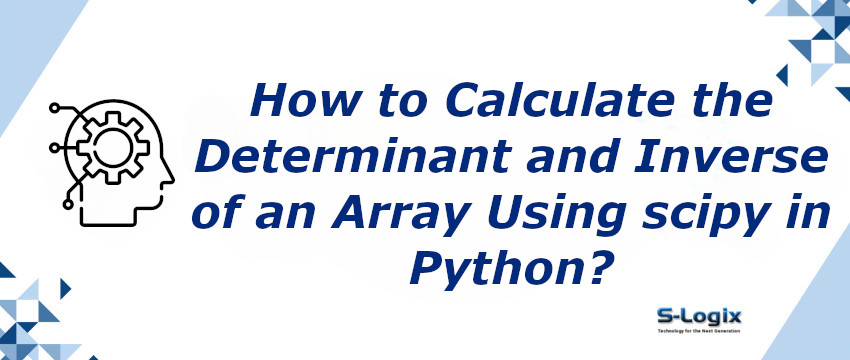 How to Calculate the
Determinant and Inverse
of an Array Using scipy in
Python?
S-Logix
Technology for the Next Generation